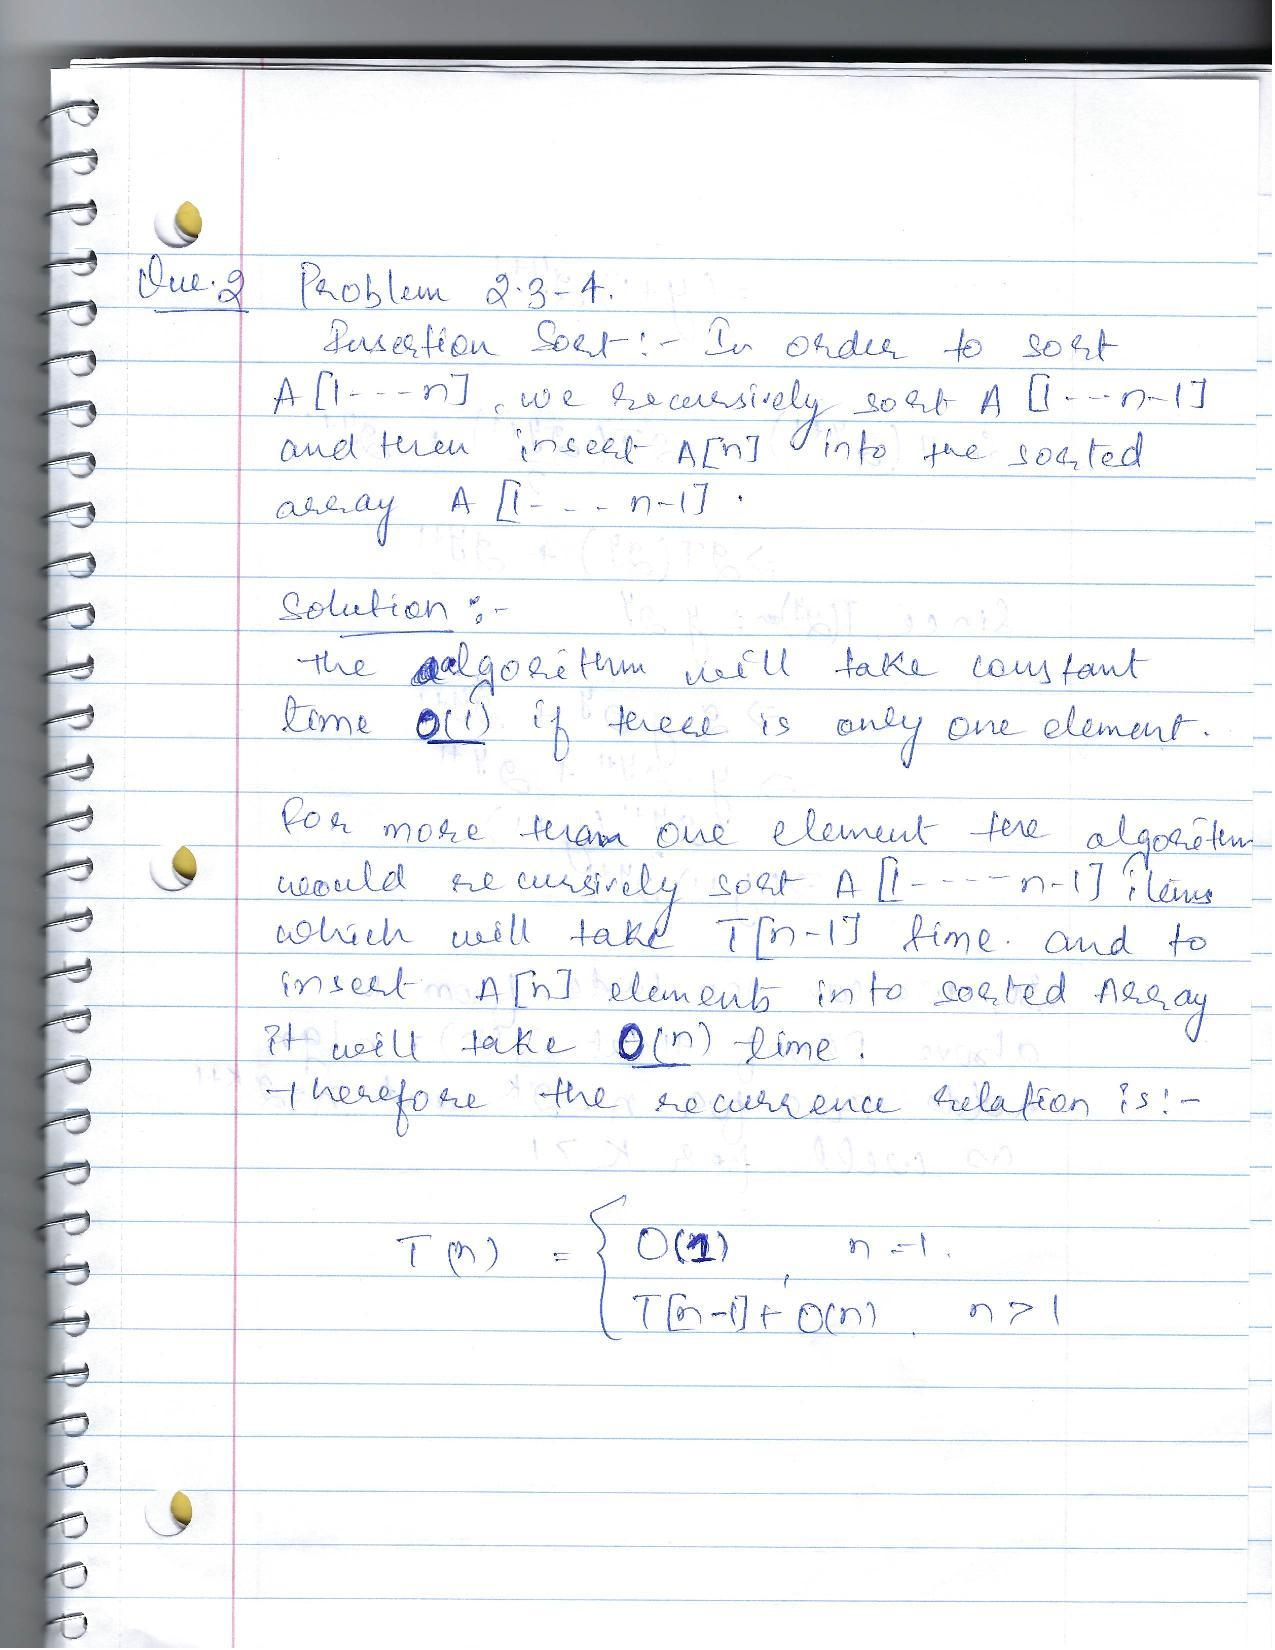 Que.2 Problem 2.3-4.
Insertion Sort:- In order to sort
A[1---n], we recursively sort A [1---n-1]
and then insert A[n] into the sorted
array A [1--- n-1].
Solution :-
The algorithm will take constant
time O(1) if there is only one element.
For more than one element the algorithm
would recursively sort A [1----n-1] items
which will take T[n-1] time. and to
insert A[n] elements into sorted Array
it will take O(n) time.
Therefore the recurrence relation is:-
T(n) = { O(1) , n=1.
T[n-1]+ O(n) . n>1